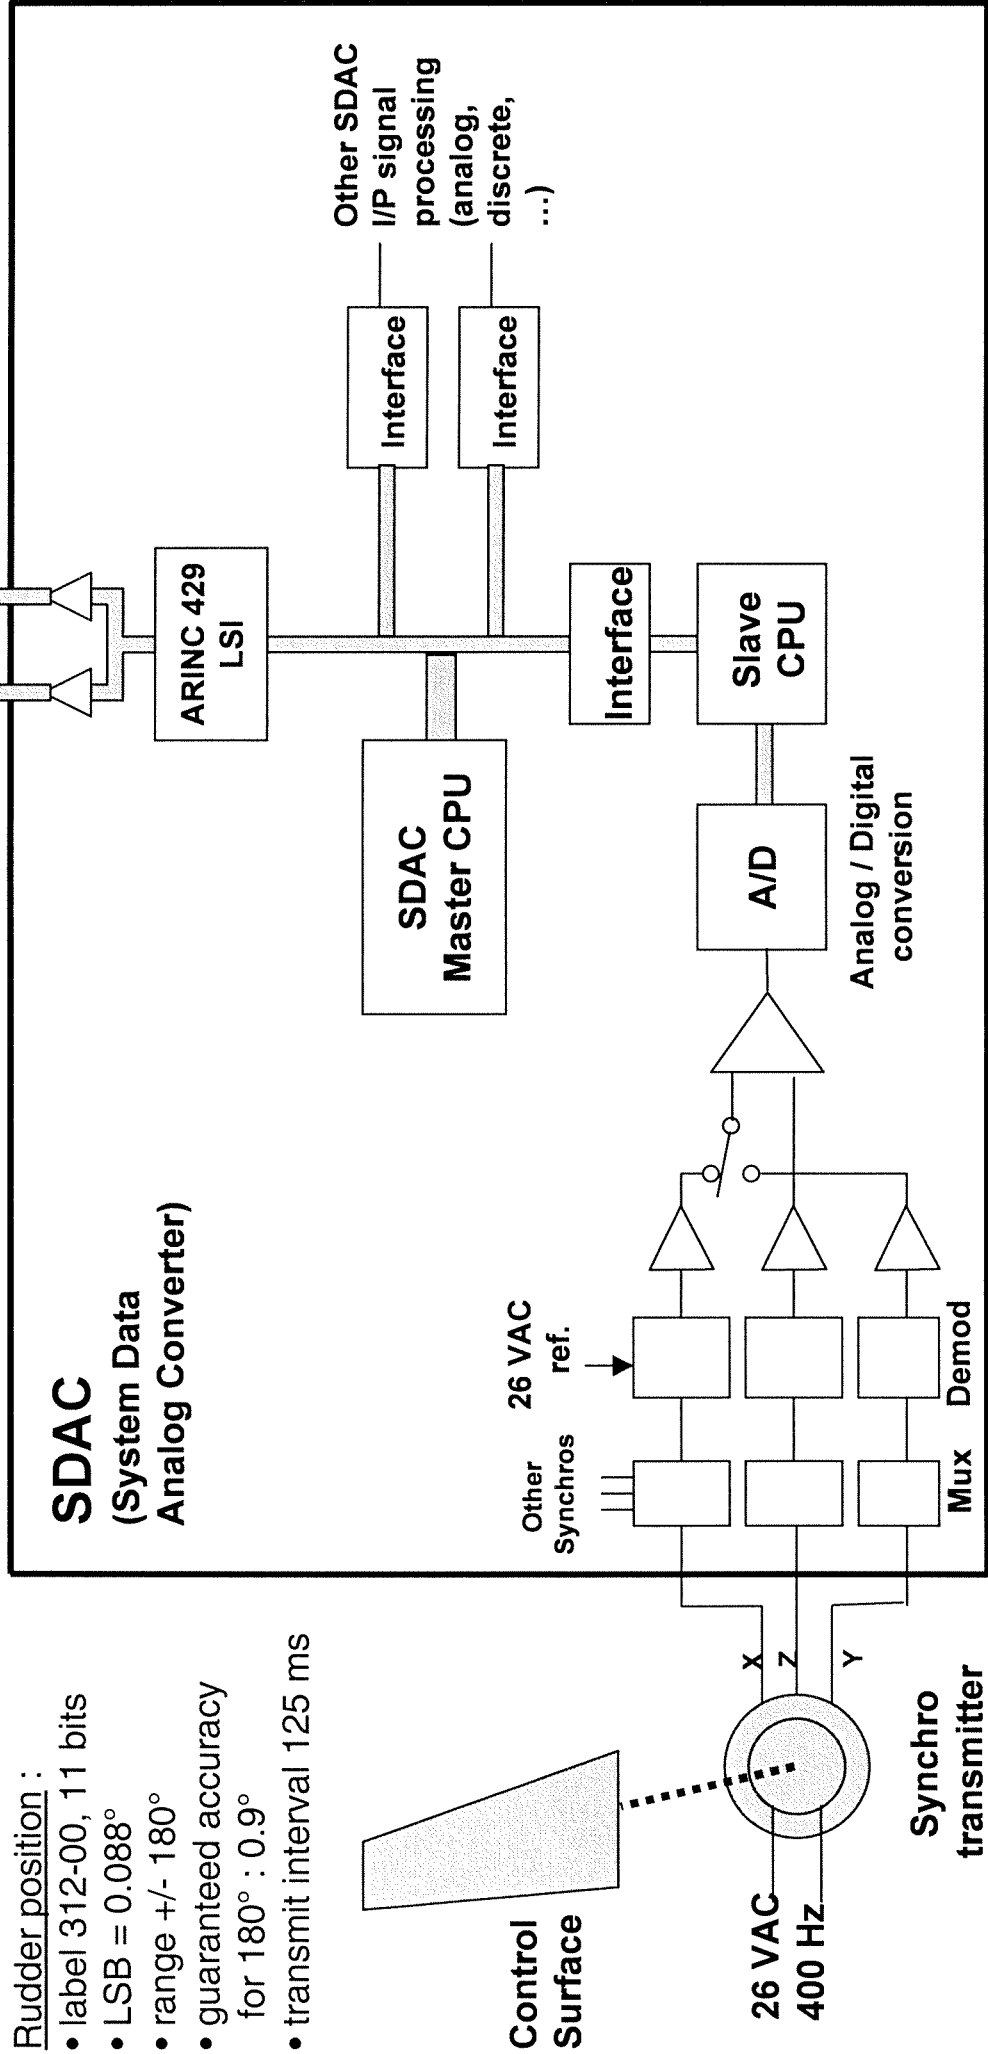 Rudder position :
• label 312-00, 11 bits
• LSB = 0.088°
• range +/- 180°
• guaranteed accuracy
for 180° : 0.9°
• transmit interval 125 ms
SDAC
(System Data
Analog Converter)
ARINC 429
LSI
SDAC
Master CPU
Interface
Interface
Other SDAC
I/P signal
processing
(analog,
discrete,
...)
Interface
Slave
CPU
A/D
Analog / Digital
conversion
26 VAC
ref.
Other
Synchros
Mux
Demod
X
Z
Y
Control
Surface
26 VAC
400 Hz
Synchro
transmitter